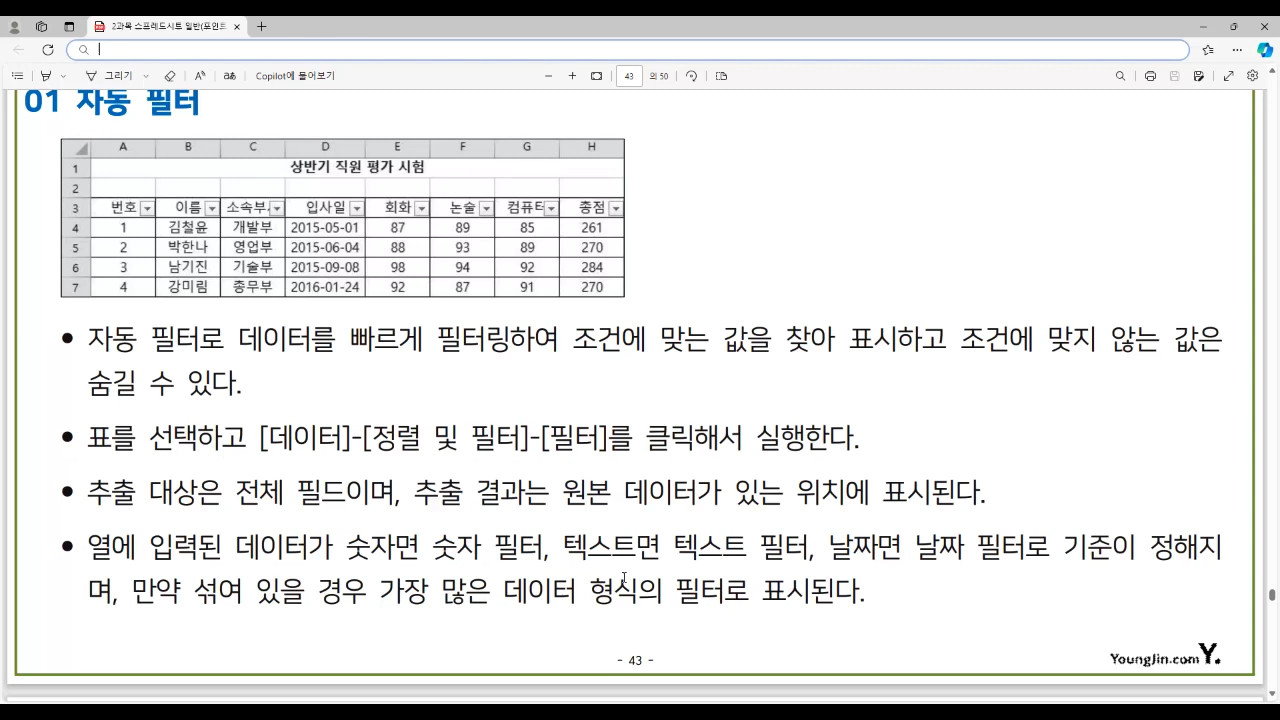 2과목 스프레드시트 일반(포인트
그리기
aあ
Copilot에 물어보기
43 의 50
01 자동 필터
A B C D E F G H
1 상반기 직원 평가 시험
2
3 번호 이름 소속부 입사일 회화 논술 컴퓨터 총점
4 1 김철윤 개발부 2015-05-01 87 89 85 261
5 2 박한나 영업부 2015-06-04 88 93 89 270
6 3 남기진 기술부 2015-09-08 98 94 92 284
7 4 강미림 총무부 2016-01-24 92 87 91 270
• 자동 필터로 데이터를 빠르게 필터링하여 조건에 맞는 값을 찾아 표시하고 조건에 맞지 않는 값은
숨길 수 있다.
• 표를 선택하고 [데이터]-[정렬 및 필터]-[필터]를 클릭해서 실행한다.
• 추출 대상은 전체 필드이며, 추출 결과는 원본 데이터가 있는 위치에 표시된다.
• 열에 입력된 데이터가 숫자면 숫자 필터, 텍스트면 텍스트 필터, 날짜면 날짜 필터로 기준이 정해지
며, 만약 섞여 있을 경우 가장 많은 데이터 형식의 필터로 표시된다.
- 43 -
YoungJin.com Y.